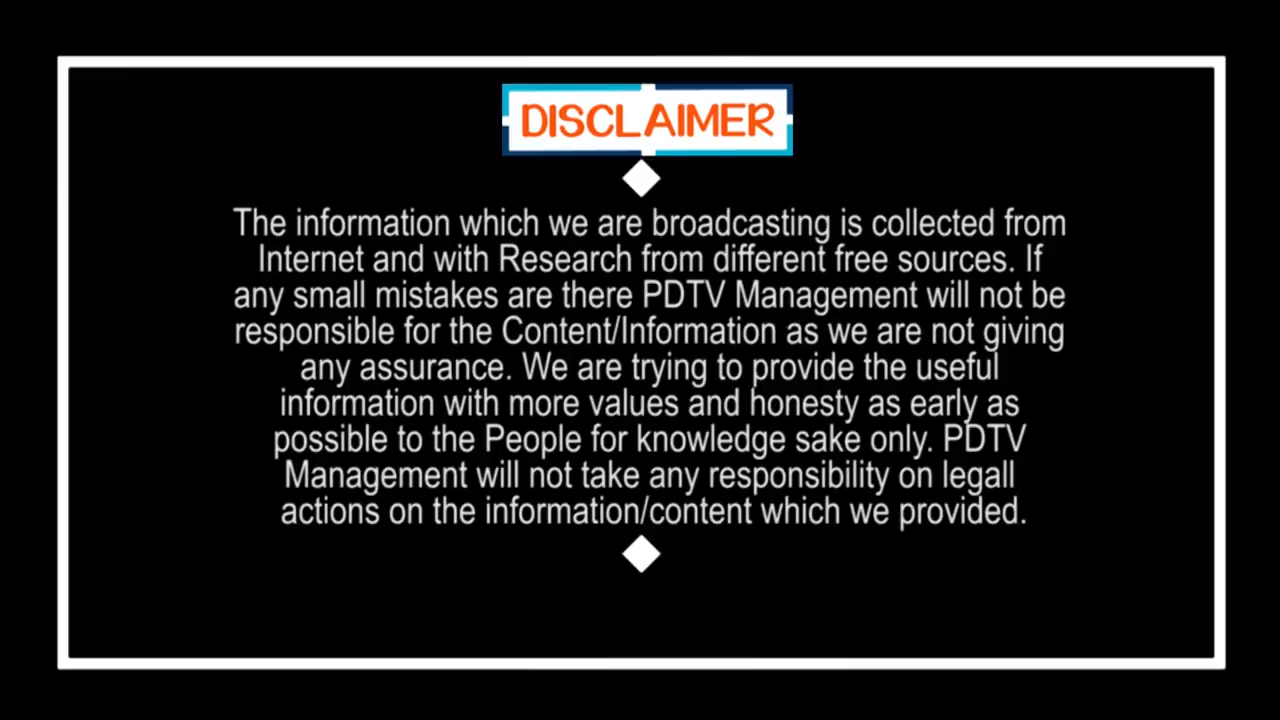 DISCLAIMER
The information which we are broadcasting is collected from
Internet and with Research from different free sources. If
any small mistakes are there PDTV Management will not be
responsible for the Content/Information as we are not giving
any assurance. We are trying to provide the useful
information with more values and honesty as early as
possible to the People for knowledge sake only. PDTV
Management will not take any responsibility on legall
actions on the information/content which we provided.